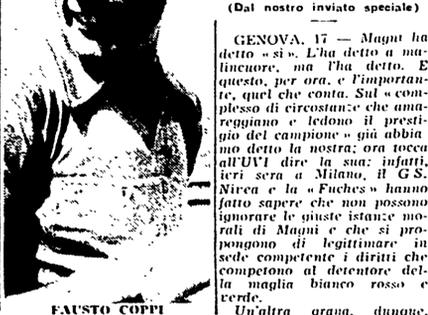 (Dal nostro inviato speciale)
GENOVA, 17 — Magni ha
detto «sì». L'ha detto a ma-
lincuore, ma l'ha detto. E
questo, per ora, e l'importan-
te, quel che conta. Sul «com-
plesso di circostanze che ama-
reggiano e ledono il presti-
gio del campione» già abbia-
mo detto la nostra; ora tocca
all'UVI dire la sua: infatti,
ieri sera a Milano, il G.S.
Nivea e la «Fuchs» hanno
fatto sapere che non possono
ignorare le giuste istanze mo-
rali di Magni e che si pro-
pongono di legittimare in
sede competente i diritti che
competono al detentore del-
la maglia bianco rosso e
verde.
Un'altra grana, dunque,
FAUSTO COPPI